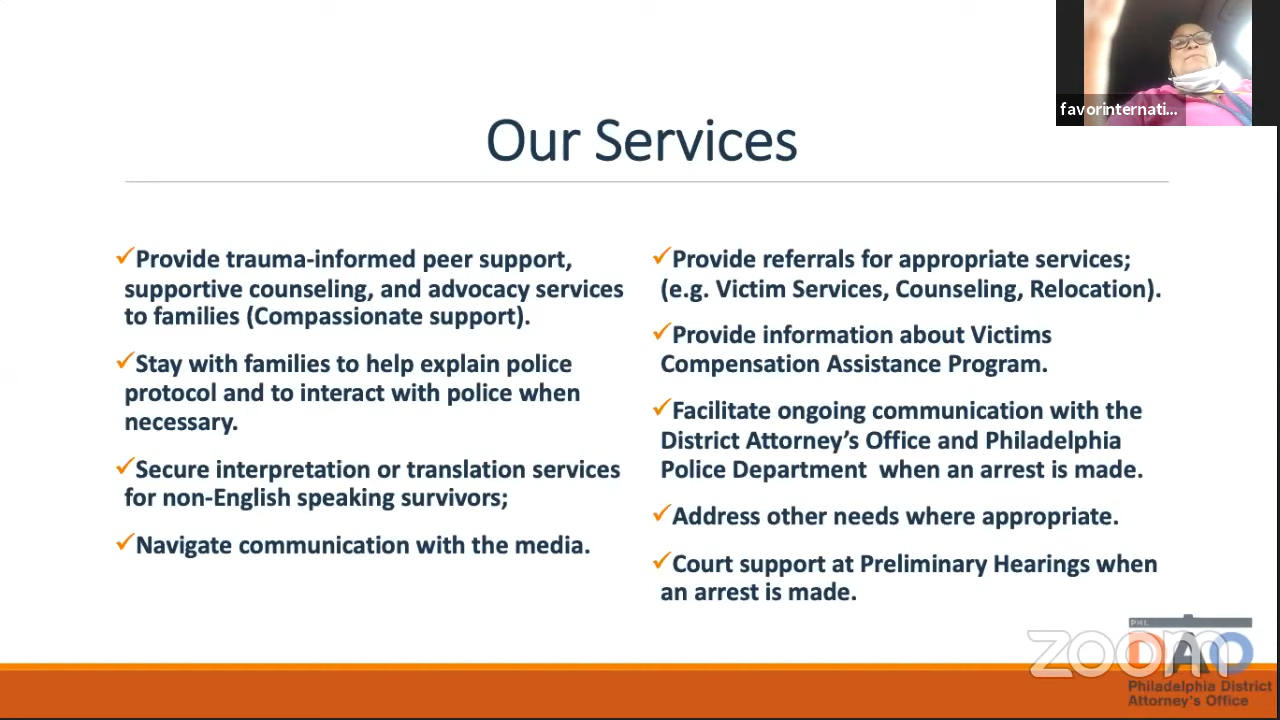 favorinternati...
Our Services
✓Provide trauma-informed peer support,
supportive counseling, and advocacy services
to families (Compassionate support).
✓Stay with families to help explain police
protocol and to interact with police when
necessary.
✓Secure interpretation or translation services
for non-English speaking survivors;
✓Navigate communication with the media.
✓Provide referrals for appropriate services;
(e.g. Victim Services, Counseling, Relocation).
✓Provide information about Victims
Compensation Assistance Program.
✓Facilitate ongoing communication with the
District Attorney’s Office and Philadelphia
Police Department  when an arrest is made.
✓Address other needs where appropriate.
✓Court support at Preliminary Hearings when
an arrest is made.
PHL
DAO
zoom
Philadelphia District
Attorney's Office